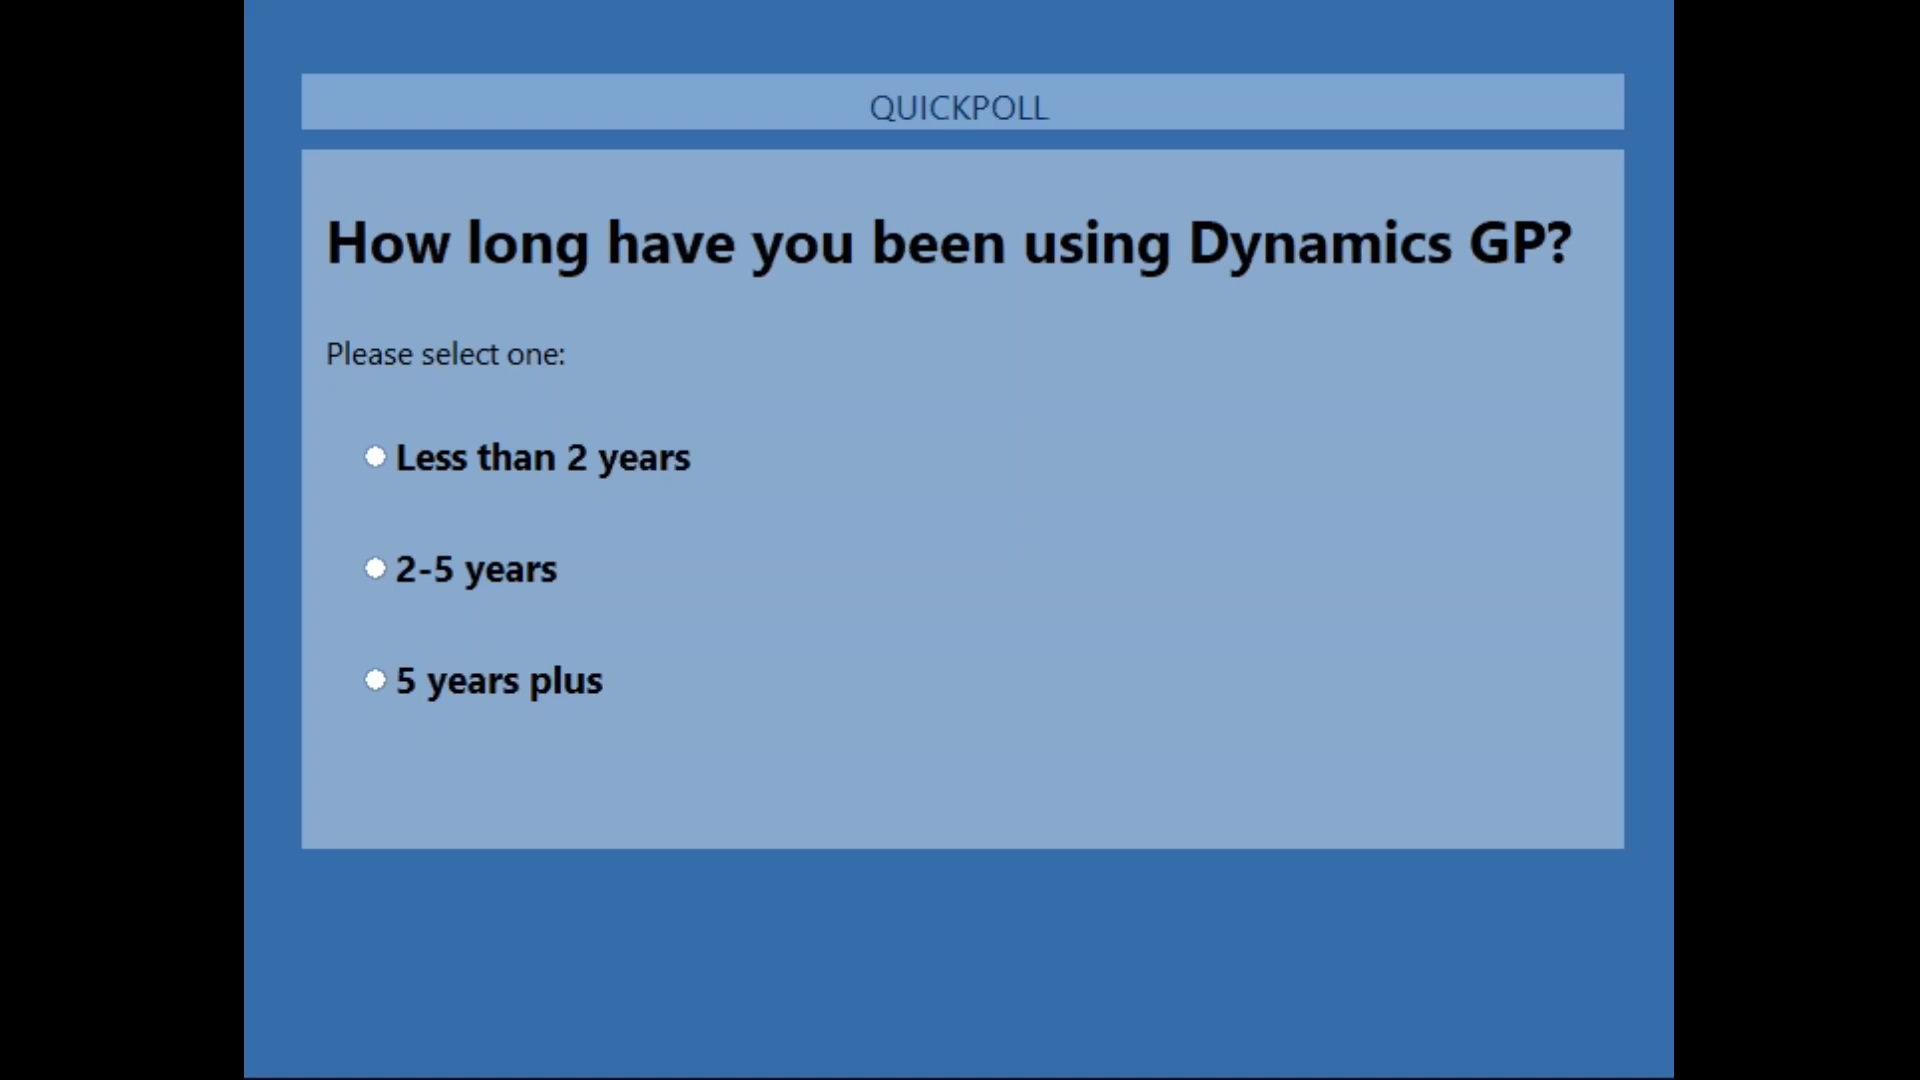 QUICKPOLL
How long have you been using Dynamics GP?
Please select one:
Less than 2 years
2-5 years
5 years plus